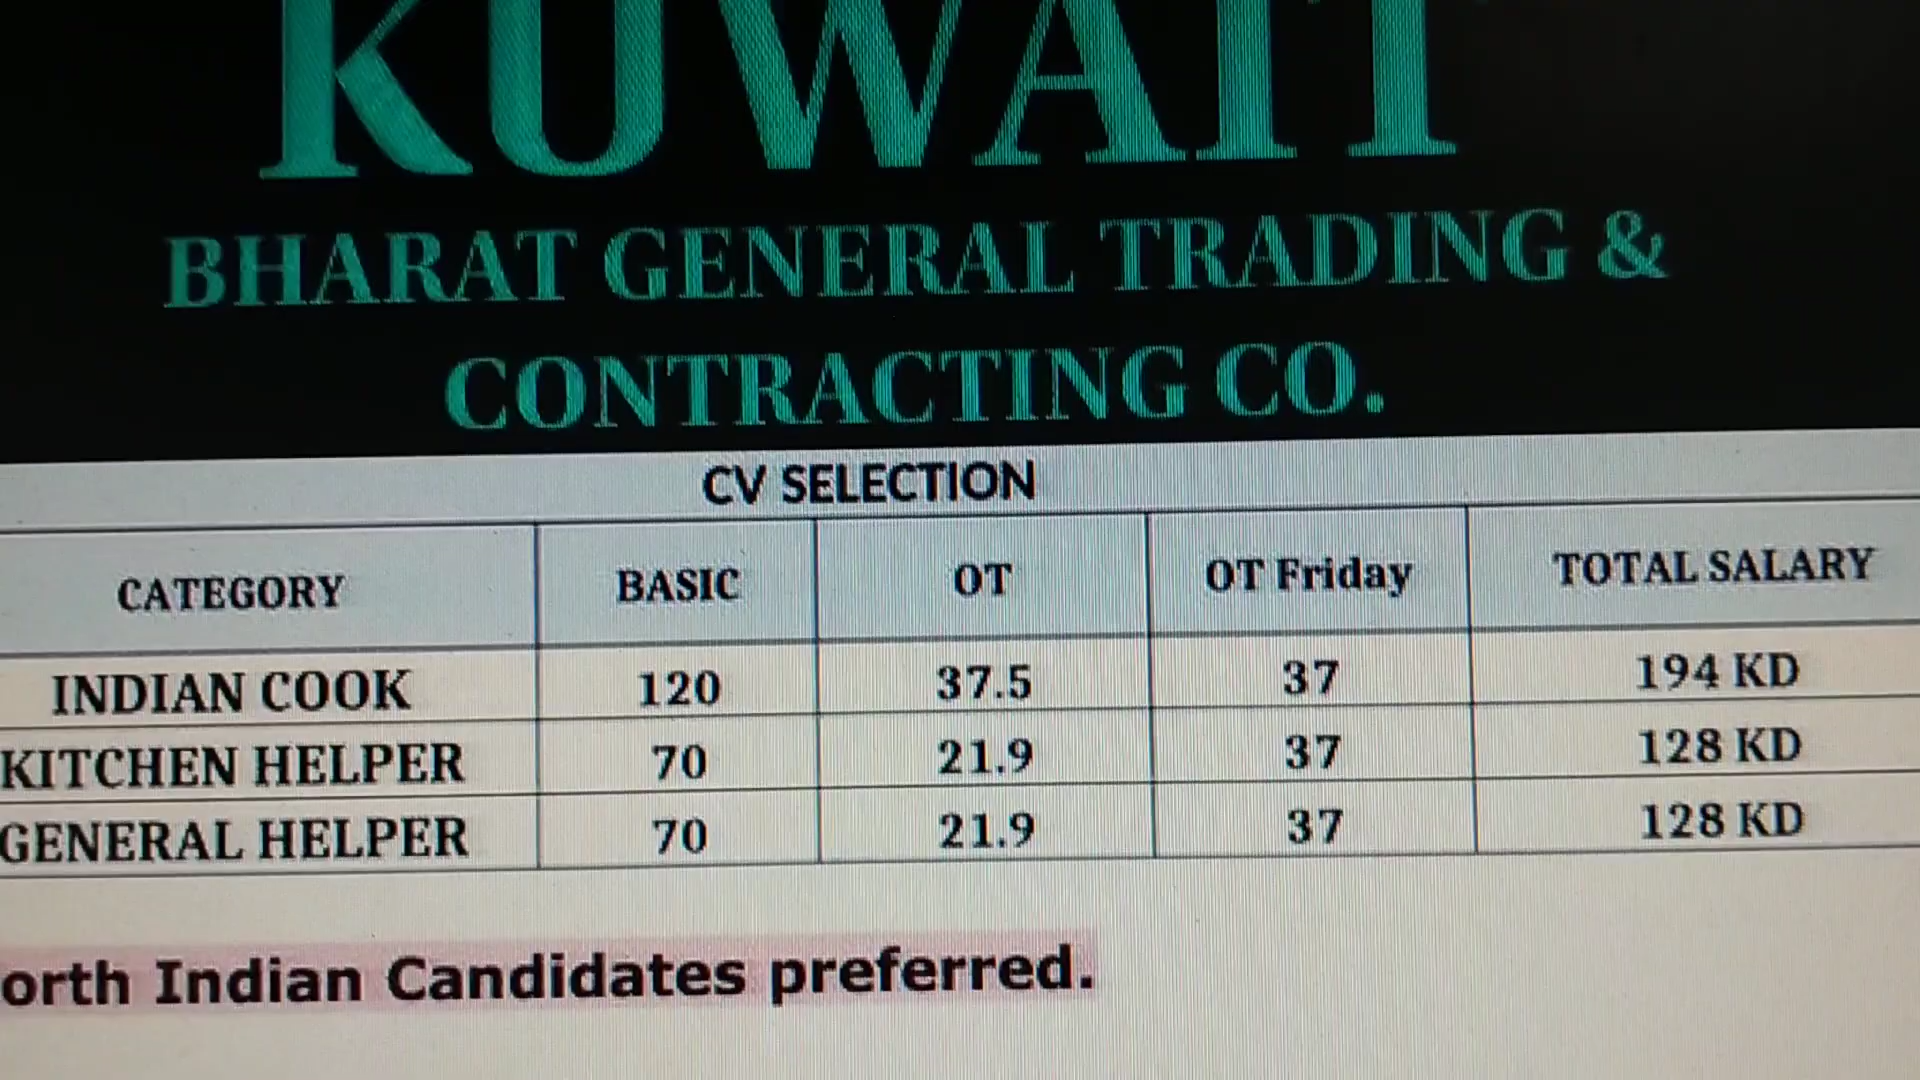 KUWAIT
BHARAT GENERAL TRADING &
CONTRACTING CO.
CV SELECTION
CATEGORY BASIC OT OT Friday TOTAL SALARY
INDIAN COOK 120 37.5 37 194 KD
KITCHEN HELPER 70 21.9 37 128 KD
GENERAL HELPER 70 21.9 37 128 KD
orth Indian Candidates preferred.